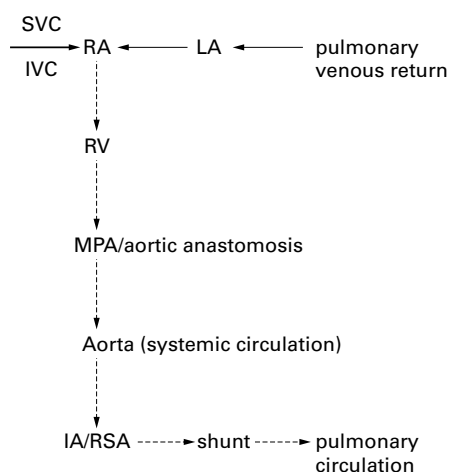 SVC
IVC
RA
LA
pulmonary
venous return
RV
MPA/aortic anastomosis
Aorta (systemic circulation)
IA/RSA
shunt
pulmonary
circulation